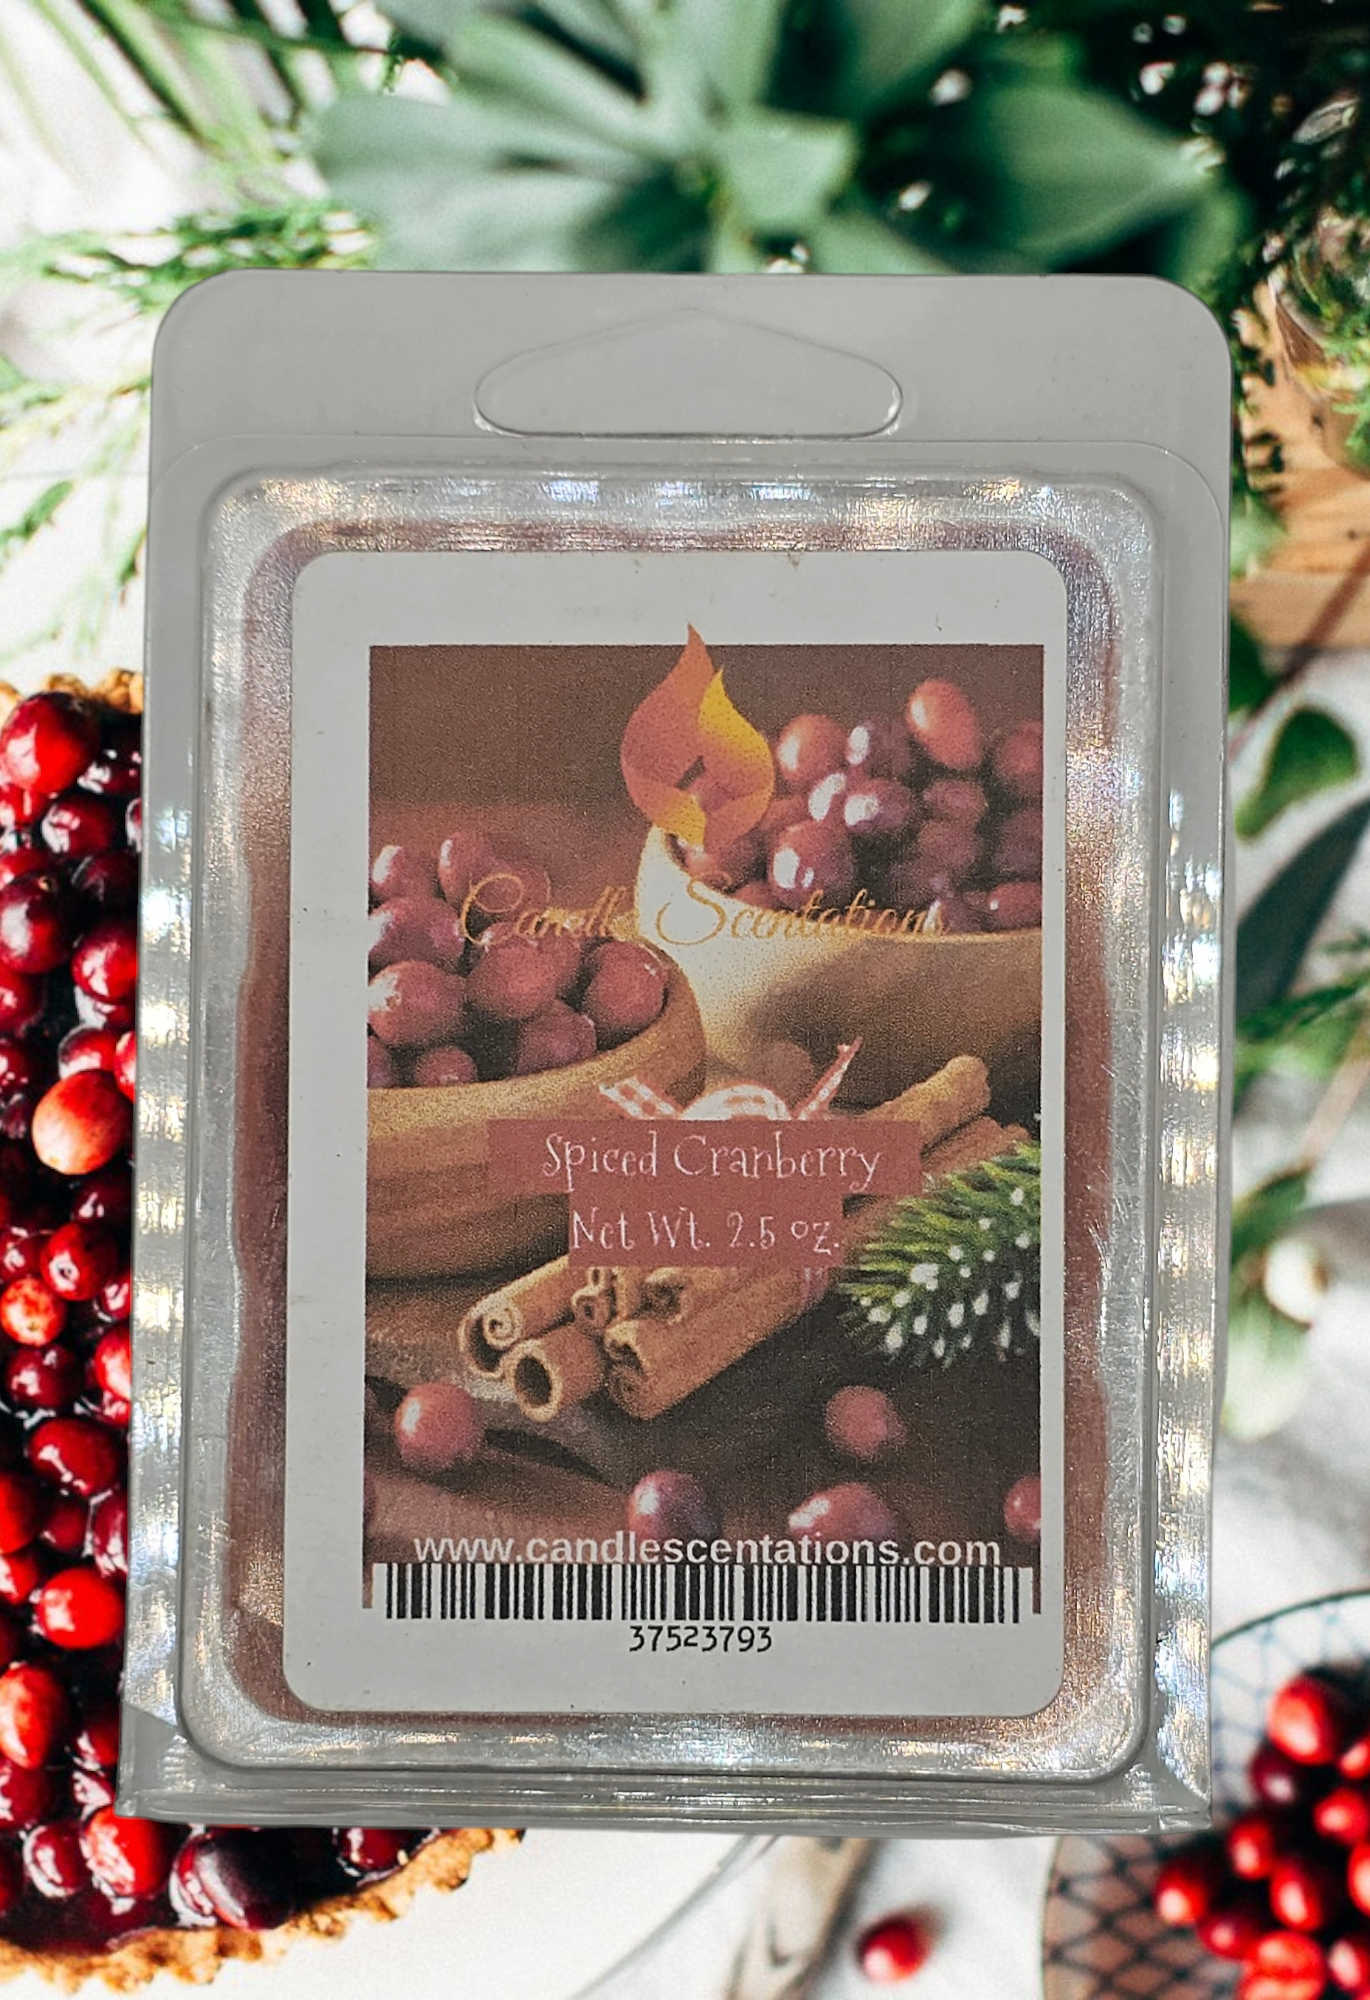 Candle Scentations
Spiced Cranberry
Net Wt. 2.5 oz.
www.candlescentations.com
37523793